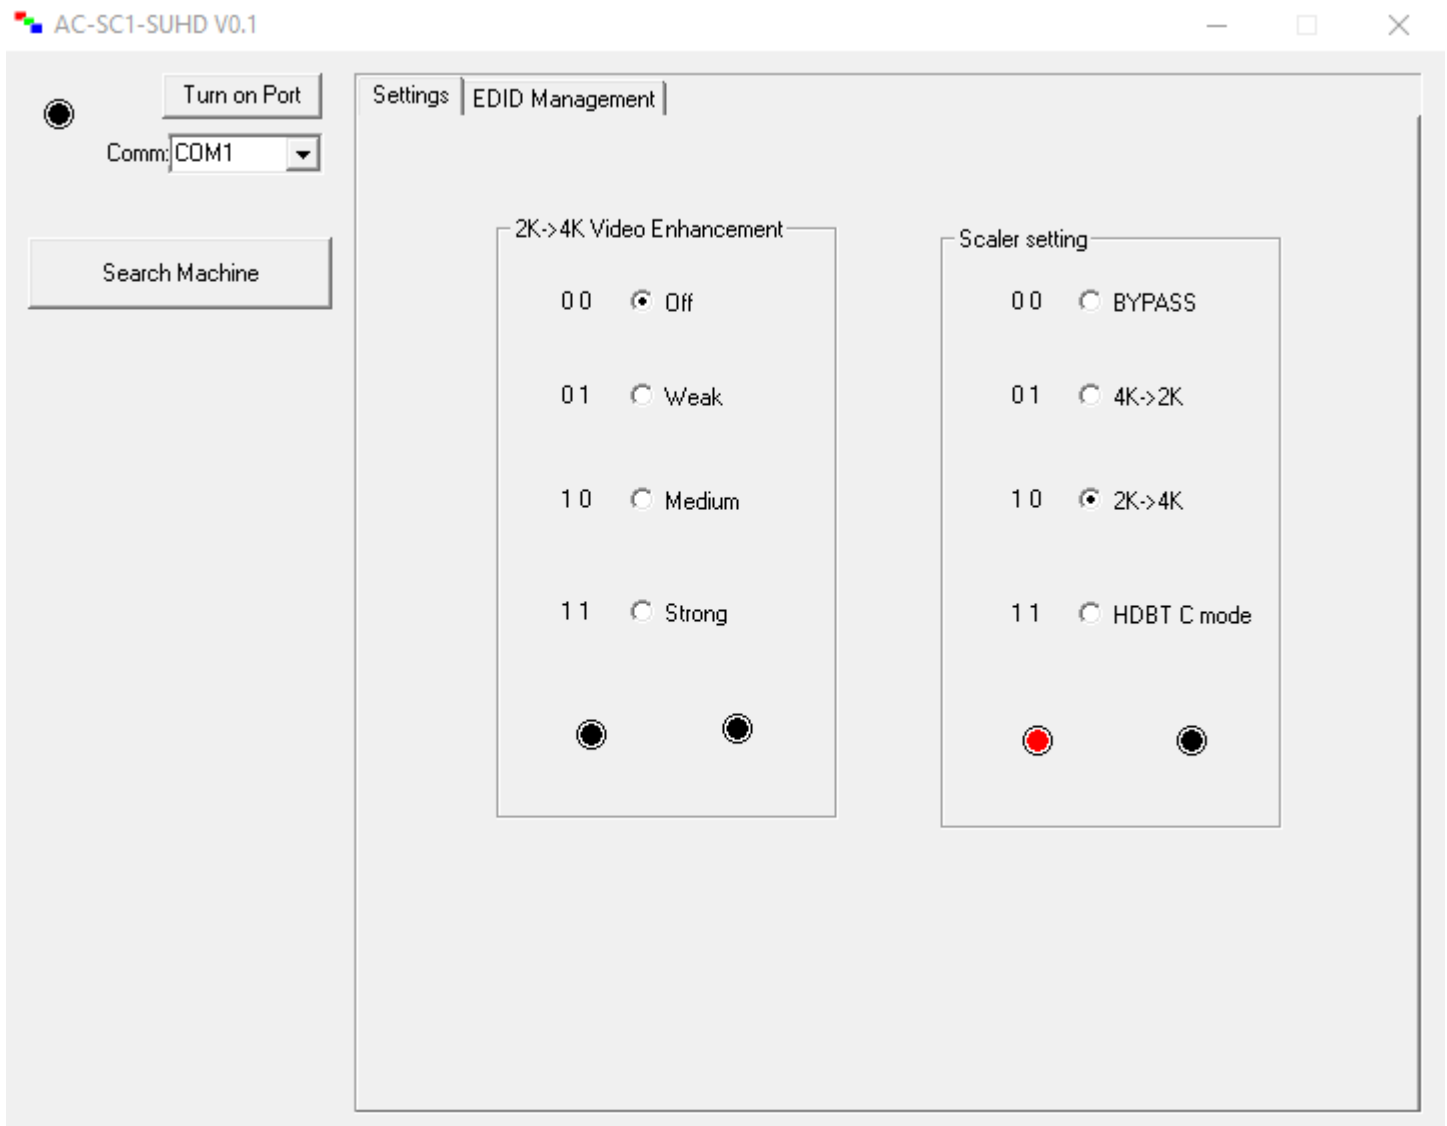 AC-SC1-SUHD V0.1
Turn on Port
Comm: COM1
Search Machine
Settings
EDID Management
2K->4K Video Enhancement
0 0 Off
0 1 Weak
1 0 Medium
1 1 Strong
Scaler setting
0 0 BYPASS
0 1 4K->2K
1 0 2K->4K
1 1 HDBT C mode